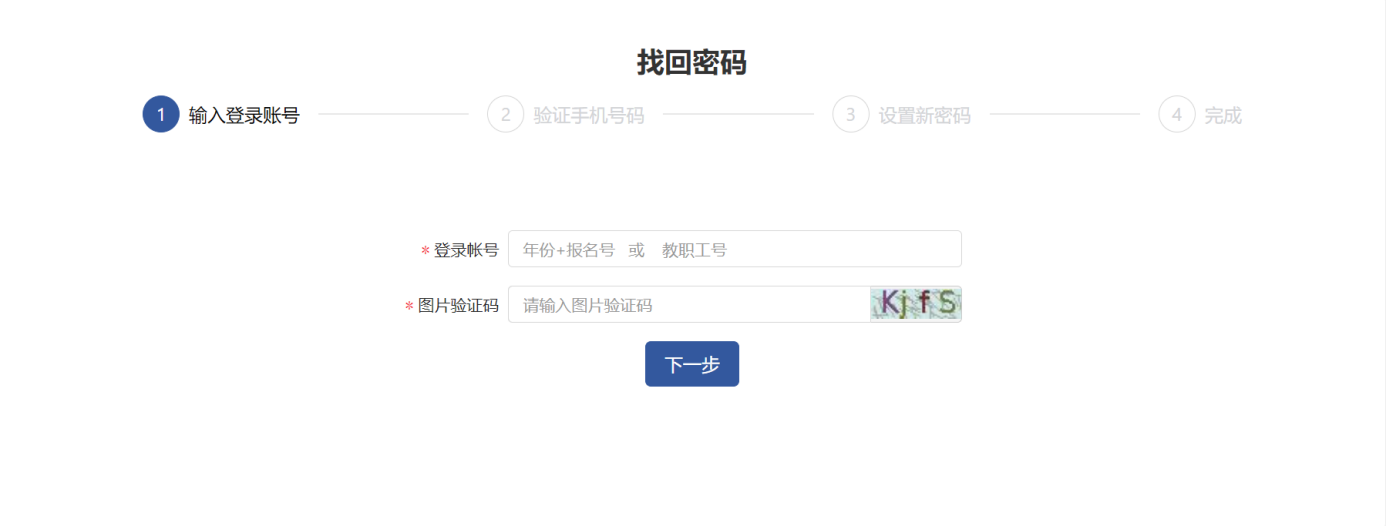 找回密码
1 输入登录账号 2 验证手机号码 3 设置新密码 4 完成
* 登录帐号 年份+报名号 或 教职工号
* 图片验证码 请输入图片验证码 KjfS
下一步